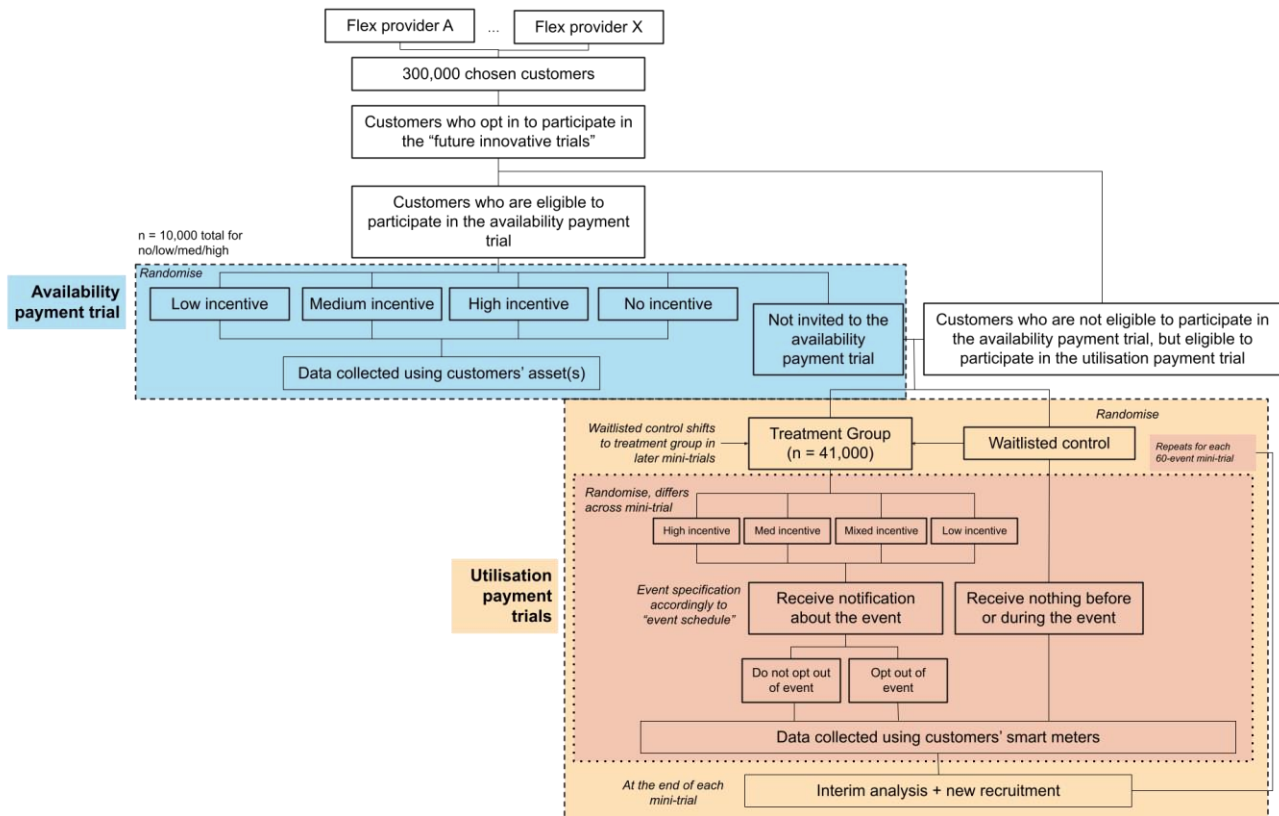 Flex provider A
...
Flex provider X
300,000 chosen customers
Customers who opt in to participate in
the “future innovative trials”
Customers who are eligible to
participate in the availability payment
trial
n = 10,000 total for
no/low/med/high
Randomise
Availability
payment trial
Low incentive
Medium incentive
High incentive
No incentive
Not invited to the
availability
payment trial
Customers who are not eligible to participate in
the availability payment trial, but eligible to
participate in the utilisation payment trial
Data collected using customers’ asset(s)
Randomise
Waitlisted control shifts
to treatment group in
later mini-trials
Treatment Group
(n = 41,000)
Waitlisted control
Repeats for each
60-event mini-trial
Randomise, differs
across mini-trial
High incentive
Med incentive
Mixed incentive
Low incentive
Utilisation
payment
trials
Event specification
accordingly to
“event schedule”
Receive notification
about the event
Receive nothing before
or during the event
Do not opt out
of event
Opt out of
event
Data collected using customers’ smart meters
At the end of each
mini-trial
Interim analysis + new recruitment